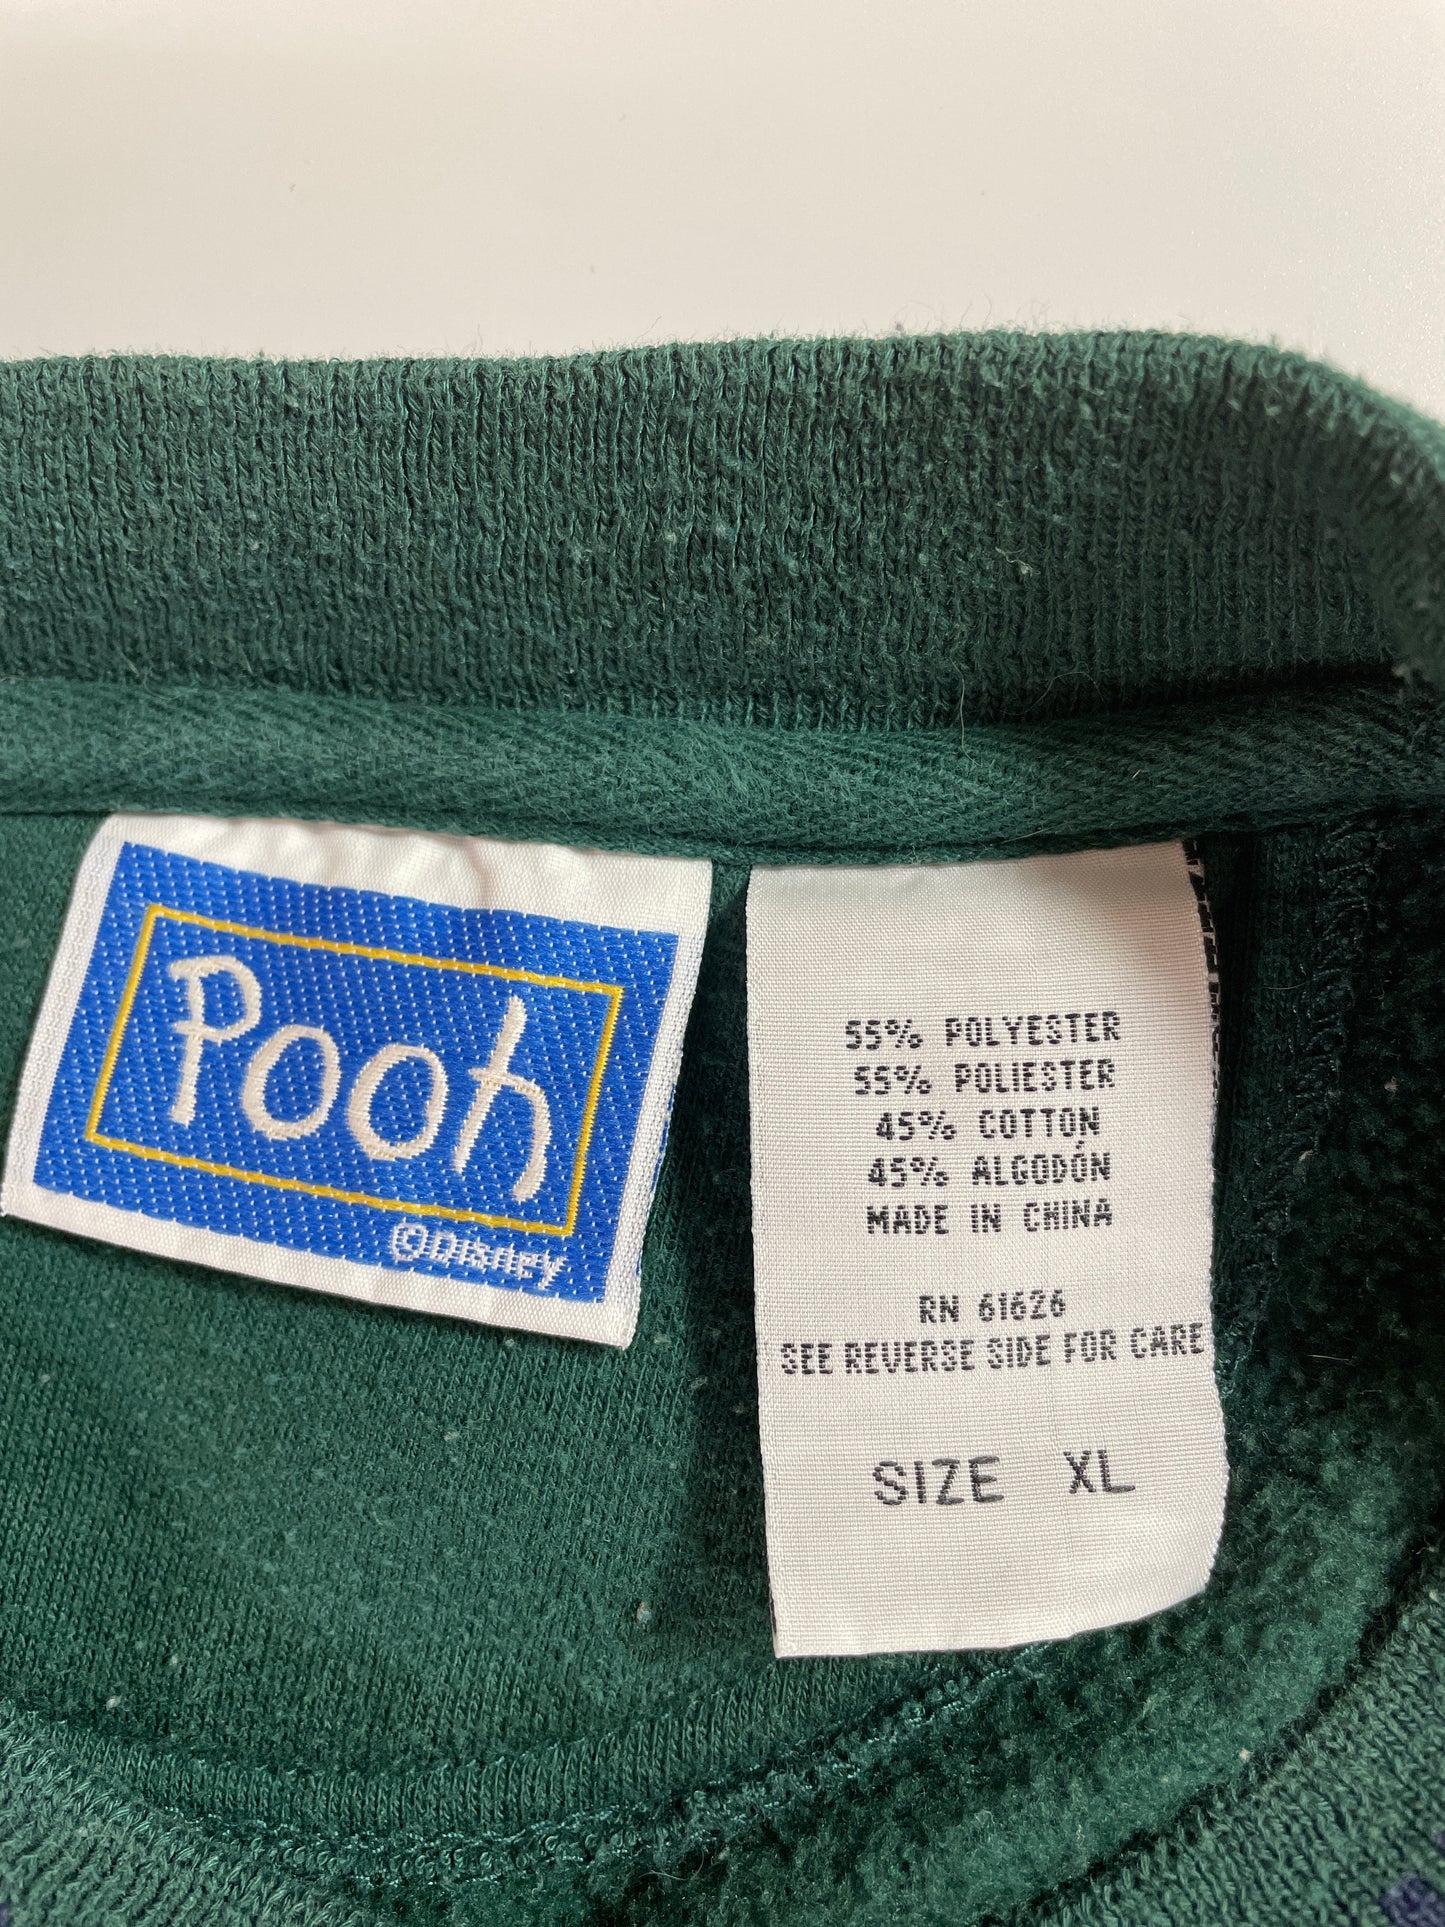 Pooh
©Disney
55% POLYESTER
55% POLIESTER
45% COTTON
45% ALGODÓN
MADE IN CHINA
RN 61626
SEE REVERSE SIDE FOR CARE
SIZE XL